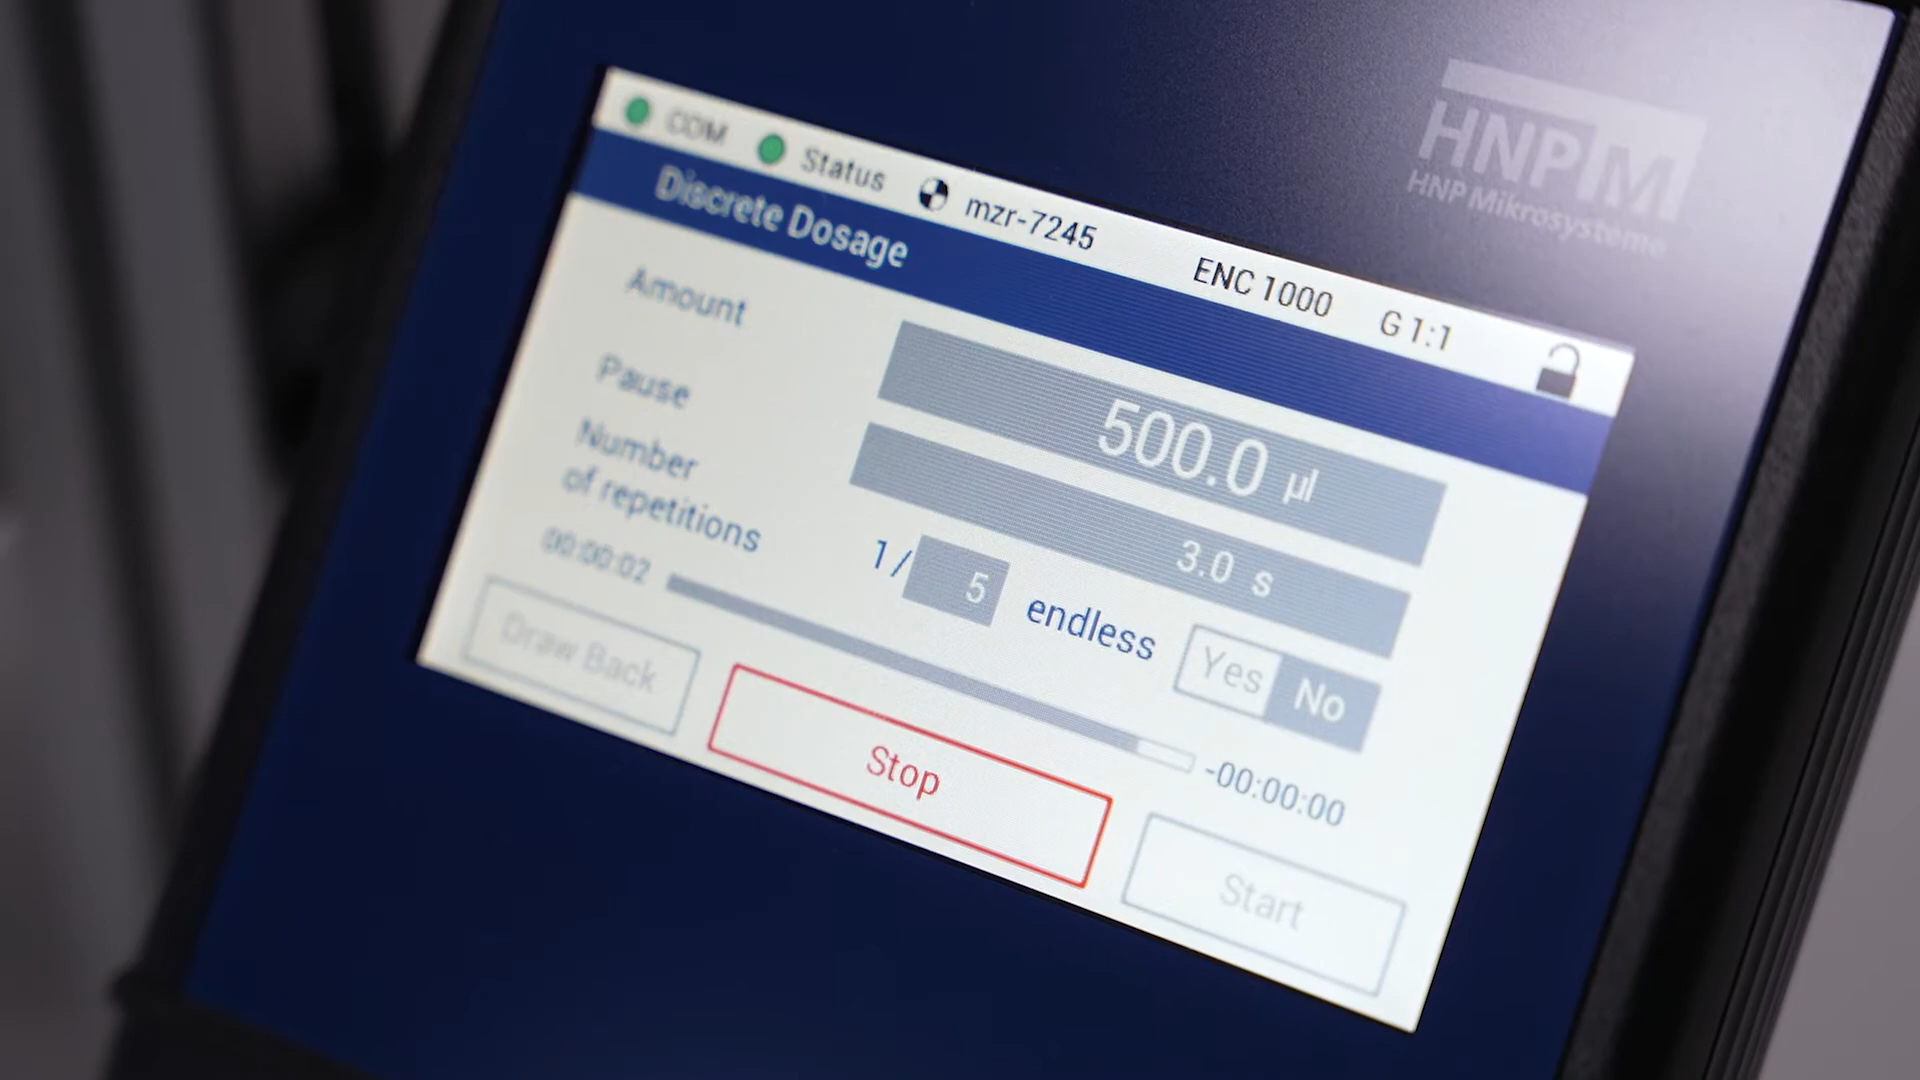 HNPM
HNP Mikrosysteme
COM Status mzr-7245 ENC 1000 G 1:1
Discrete Dosage
Amount 500.0 µl
Pause 3.0 s
Number
of repetitions 1/ 5 endless Yes No
00:00:02 -00:00:00
Draw Back Stop Start